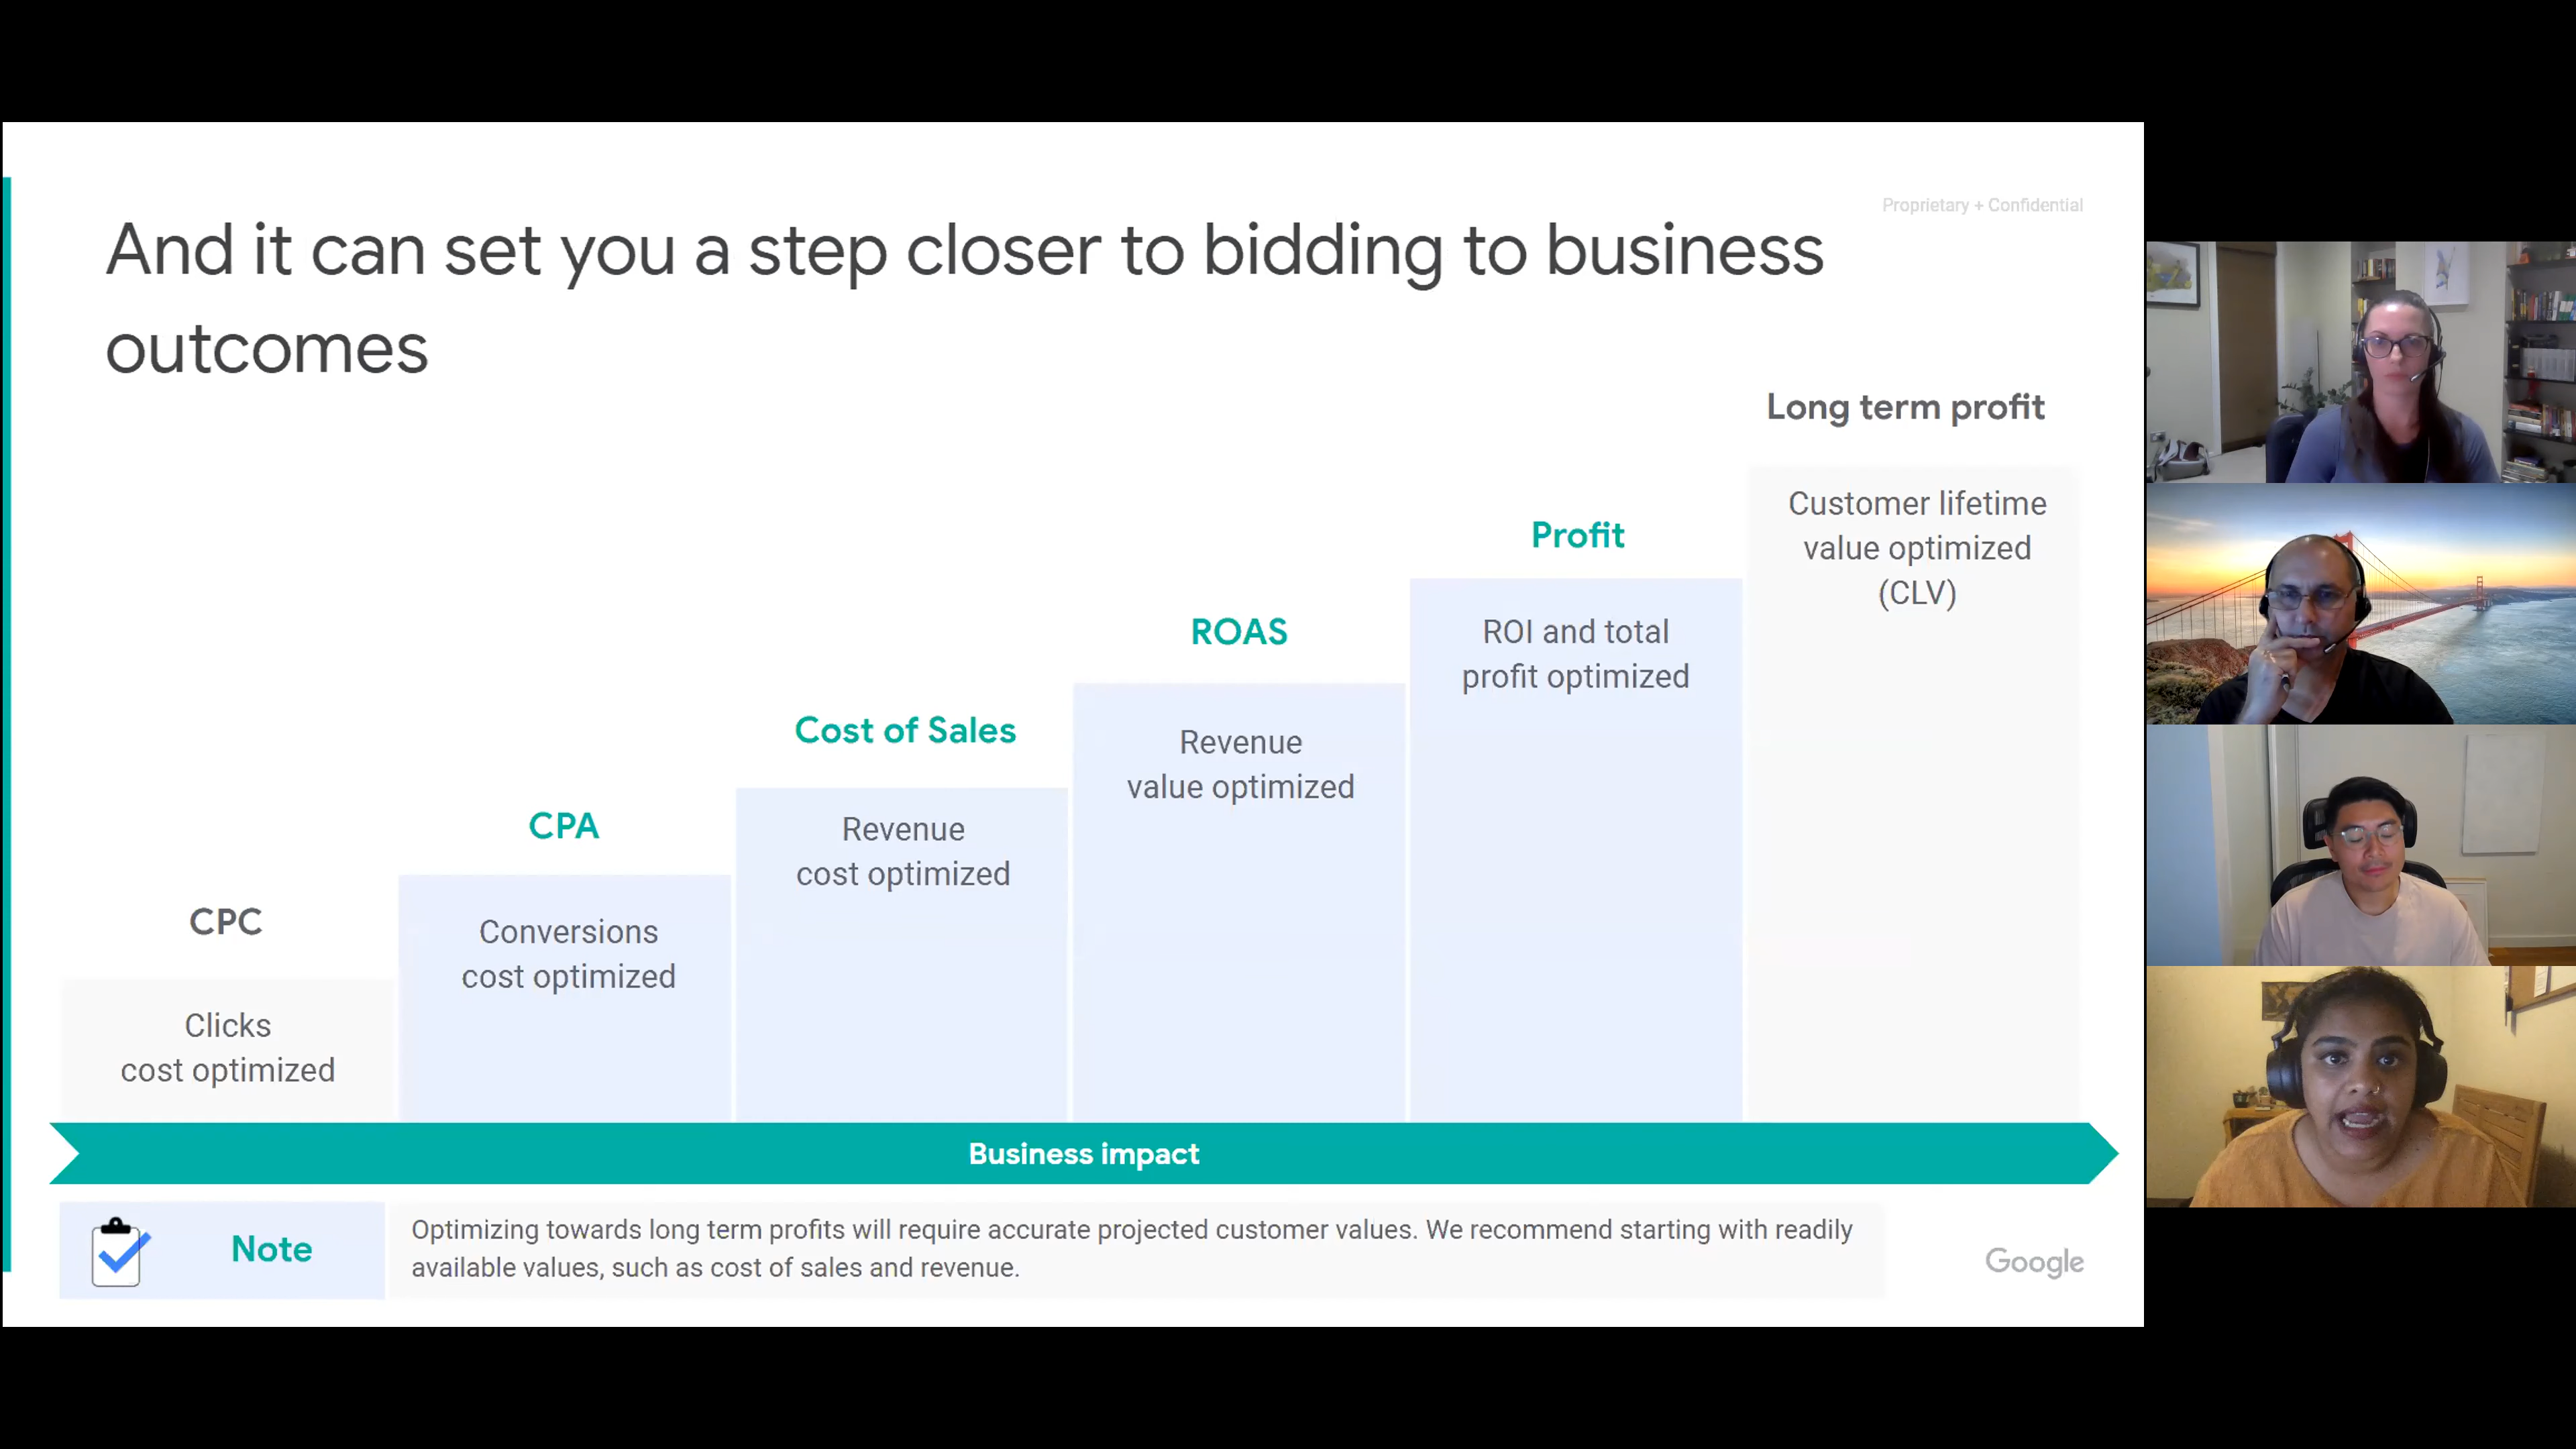 Proprietary + Confidential
And it can set you a step closer to bidding to business
outcomes
Long term profit
Customer lifetime
value optimized
(CLV)
Profit
ROI and total
profit optimized
ROAS
Revenue
value optimized
Cost of Sales
Revenue
cost optimized
CPA
Conversions
cost optimized
CPC
Clicks
cost optimized
Business impact
Note
Optimizing towards long term profits will require accurate projected customer values. We recommend starting with readily
available values, such as cost of sales and revenue.
Google